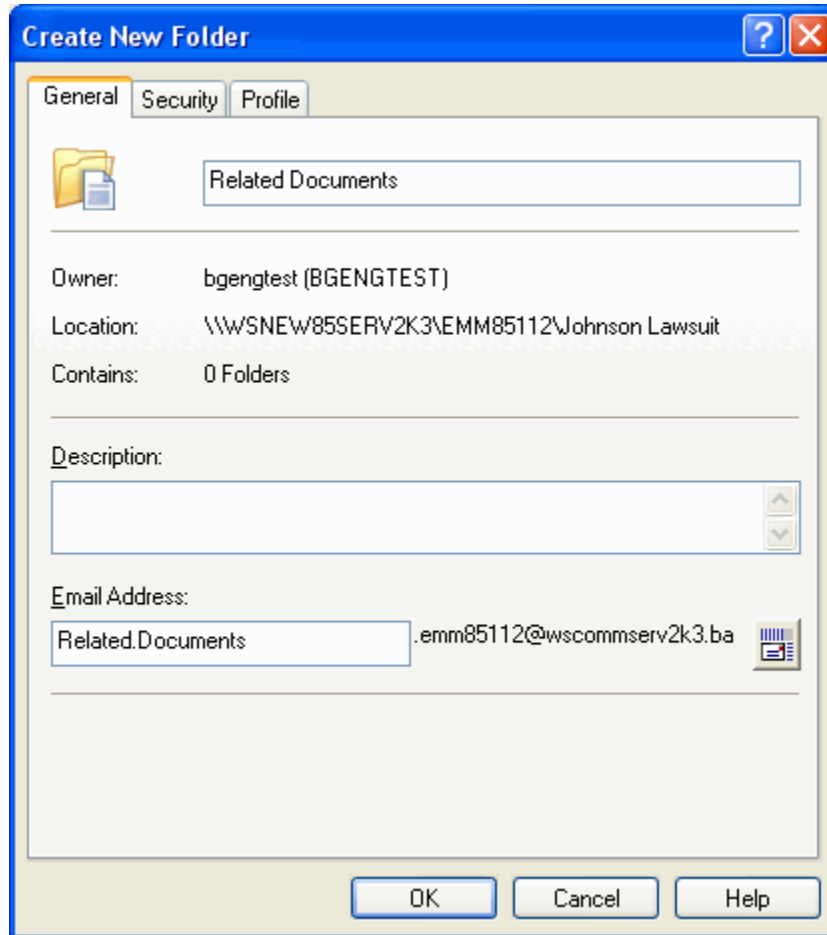 Create New Folder
General Security Profile
Related Documents
Owner: bgengtest (BGENGTEST)
Location: \\WSNEW85SERV2K3\EMM85112\Johnson Lawsuit
Contains: 0 Folders
Description:
Email Address:
Related.Documents .emm85112@wscommserv2k3.ba
OK Cancel Help